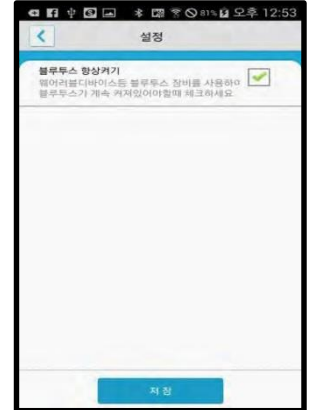 81% 오후 12:53
설정
블루투스 항상켜기
웨어러블디바이스등 블루투스 장비를 사용하여
블루투스가 계속 켜져있어야할때 체크하세요.
저장